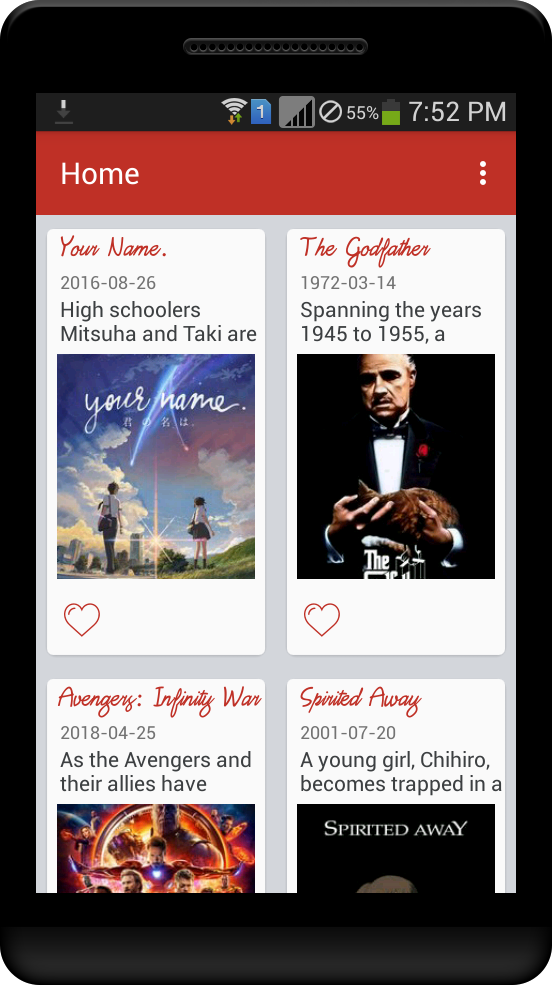 1
55%
7:52 PM
Home
Your Name.
2016-08-26
High schoolers
Mitsuha and Taki are
your name.
君の名は。
The Godfather
1972-03-14
Spanning the years
1945 to 1955, a
The
Avengers: Infinity War
2018-04-25
As the Avengers and
their allies have
Spirited Away
2001-07-20
A young girl, Chihiro,
becomes trapped in a
SPIRITED AWAY